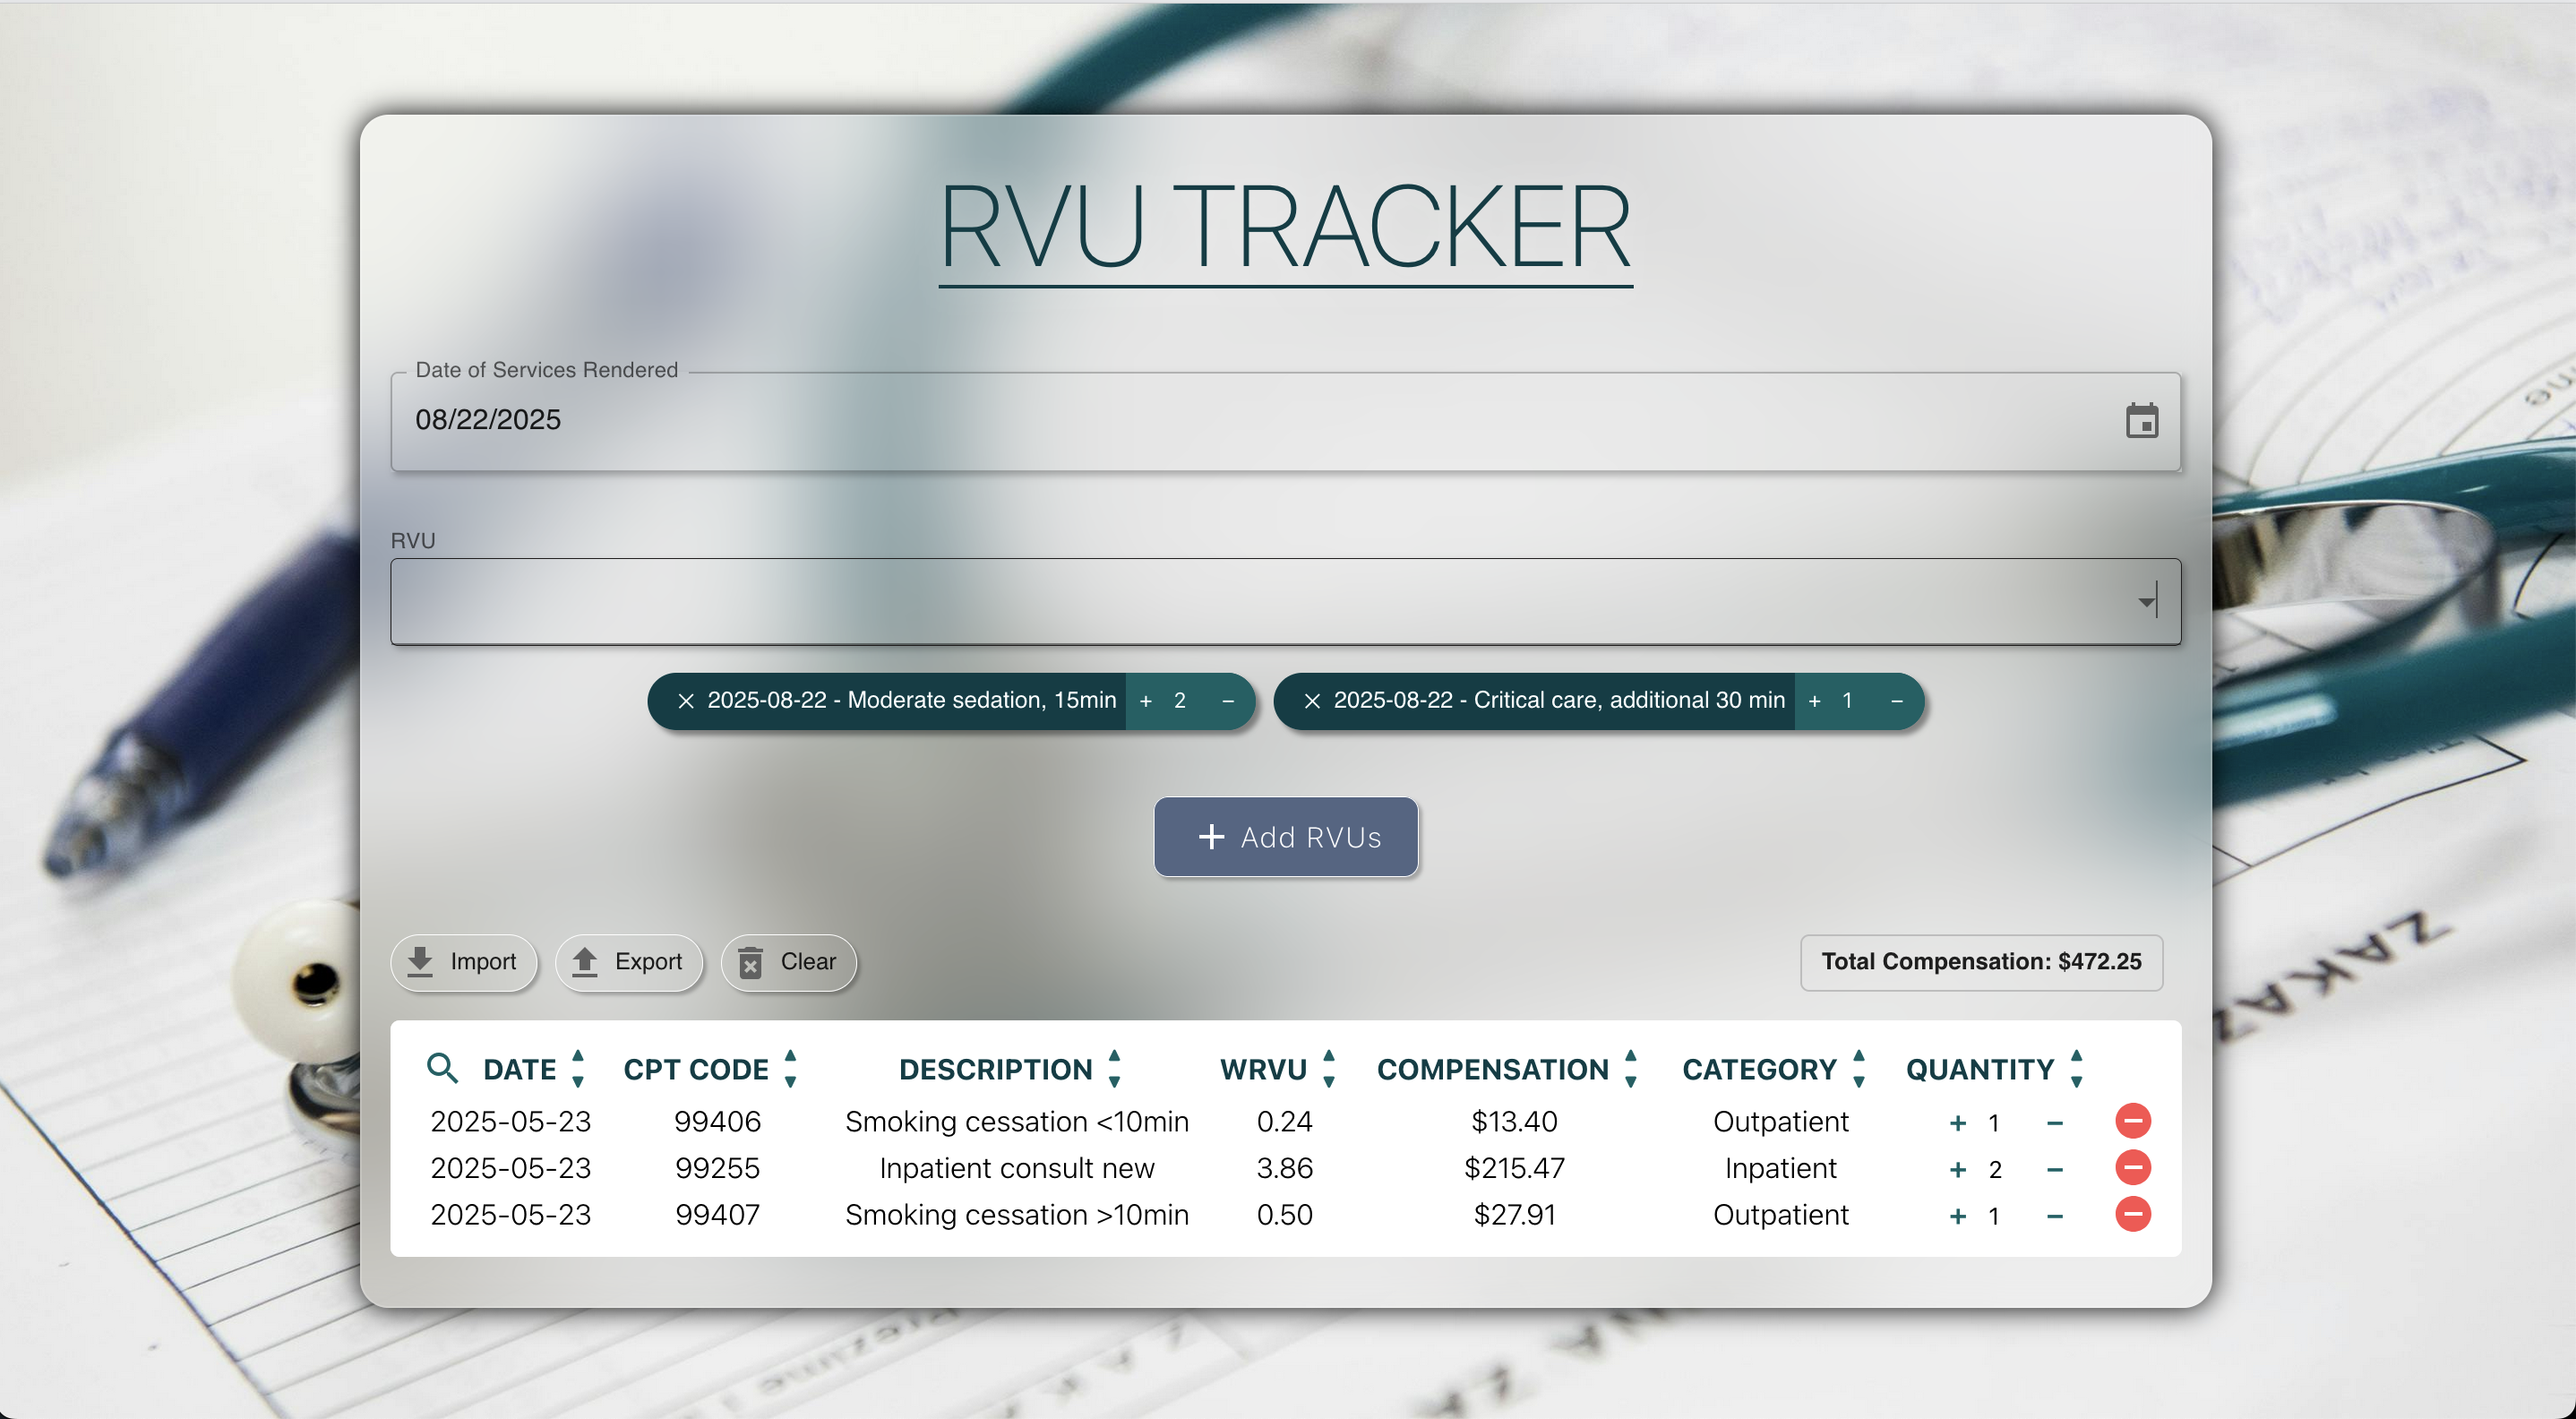 RVU TRACKER
Date of Services Rendered
08/22/2025
RVU
2025-08-22 - Moderate sedation, 15min + 2 −
2025-08-22 - Critical care, additional 30 min + 1 −
+ Add RVUs
Import Export Clear
Total Compensation: $472.25
DATE CPT CODE DESCRIPTION WRVU COMPENSATION CATEGORY QUANTITY
2025-05-23 99406 Smoking cessation <10min 0.24 $13.40 Outpatient + 1 −
2025-05-23 99255 Inpatient consult new 3.86 $215.47 Inpatient + 2 −
2025-05-23 99407 Smoking cessation >10min 0.50 $27.91 Outpatient + 1 −
ZAKAZ